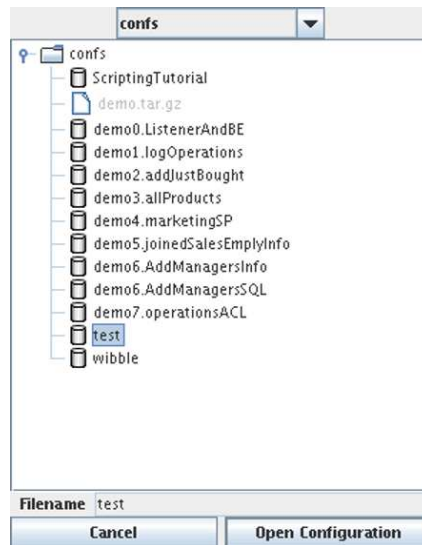 confs
confs
ScriptingTutorial
demo.tar.gz
demo0.ListenerAndBE
demo1.logOperations
demo2.addJustBought
demo3.allProducts
demo4.marketingSP
demo5.joinedSalesEmplyInfo
demo6.AddManagersInfo
demo6.AddManagersSQL
demo7.operationsACL
test
wibble
Filename test
Cancel Open Configuration